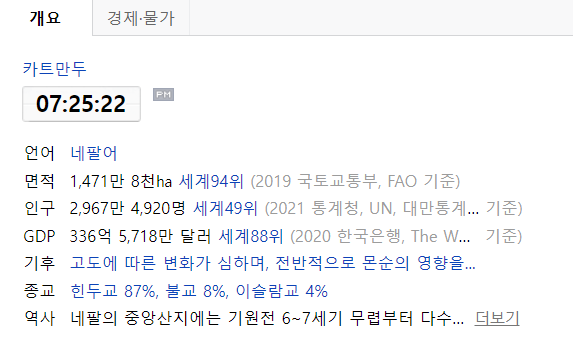 개요 경제·물가
카트만두
07:25:22 PM
언어 네팔어
면적 1,471만 8천ha 세계94위 (2019 국토교통부, FAO 기준)
인구 2,967만 4,920명 세계49위 (2021 통계청, UN, 대만통계... 기준)
GDP 336억 5,718만 달러 세계88위 (2020 한국은행, The W... 기준)
기후 고도에 따른 변화가 심하며, 전반적으로 몬순의 영향을...
종교 힌두교 87%, 불교 8%, 이슬람교 4%
역사 네팔의 중앙산지에는 기원전 6~7세기 무렵부터 다수... 더보기